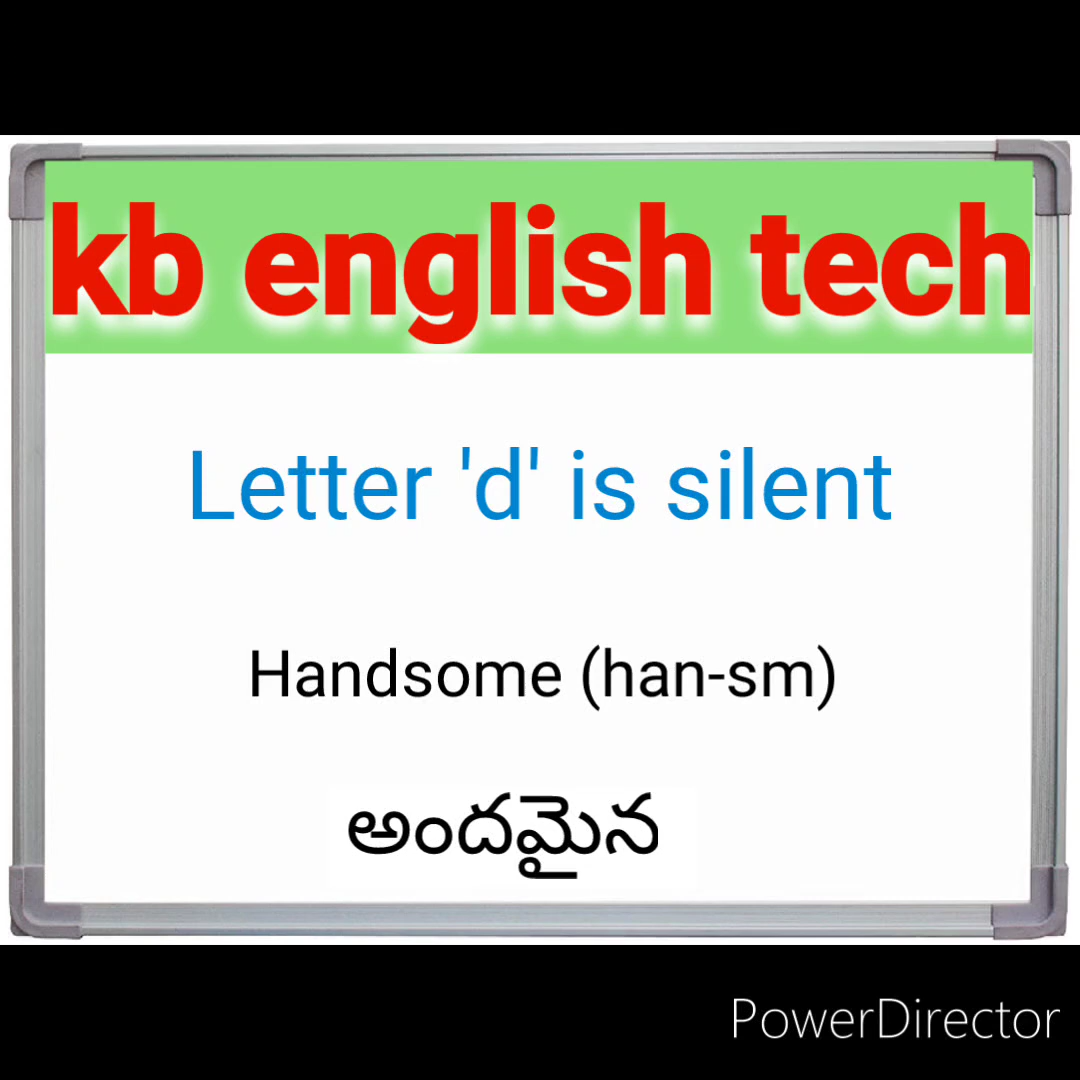 kb english tech
Letter 'd' is silent
Handsome (han-sm)
అందమైన
PowerDirector